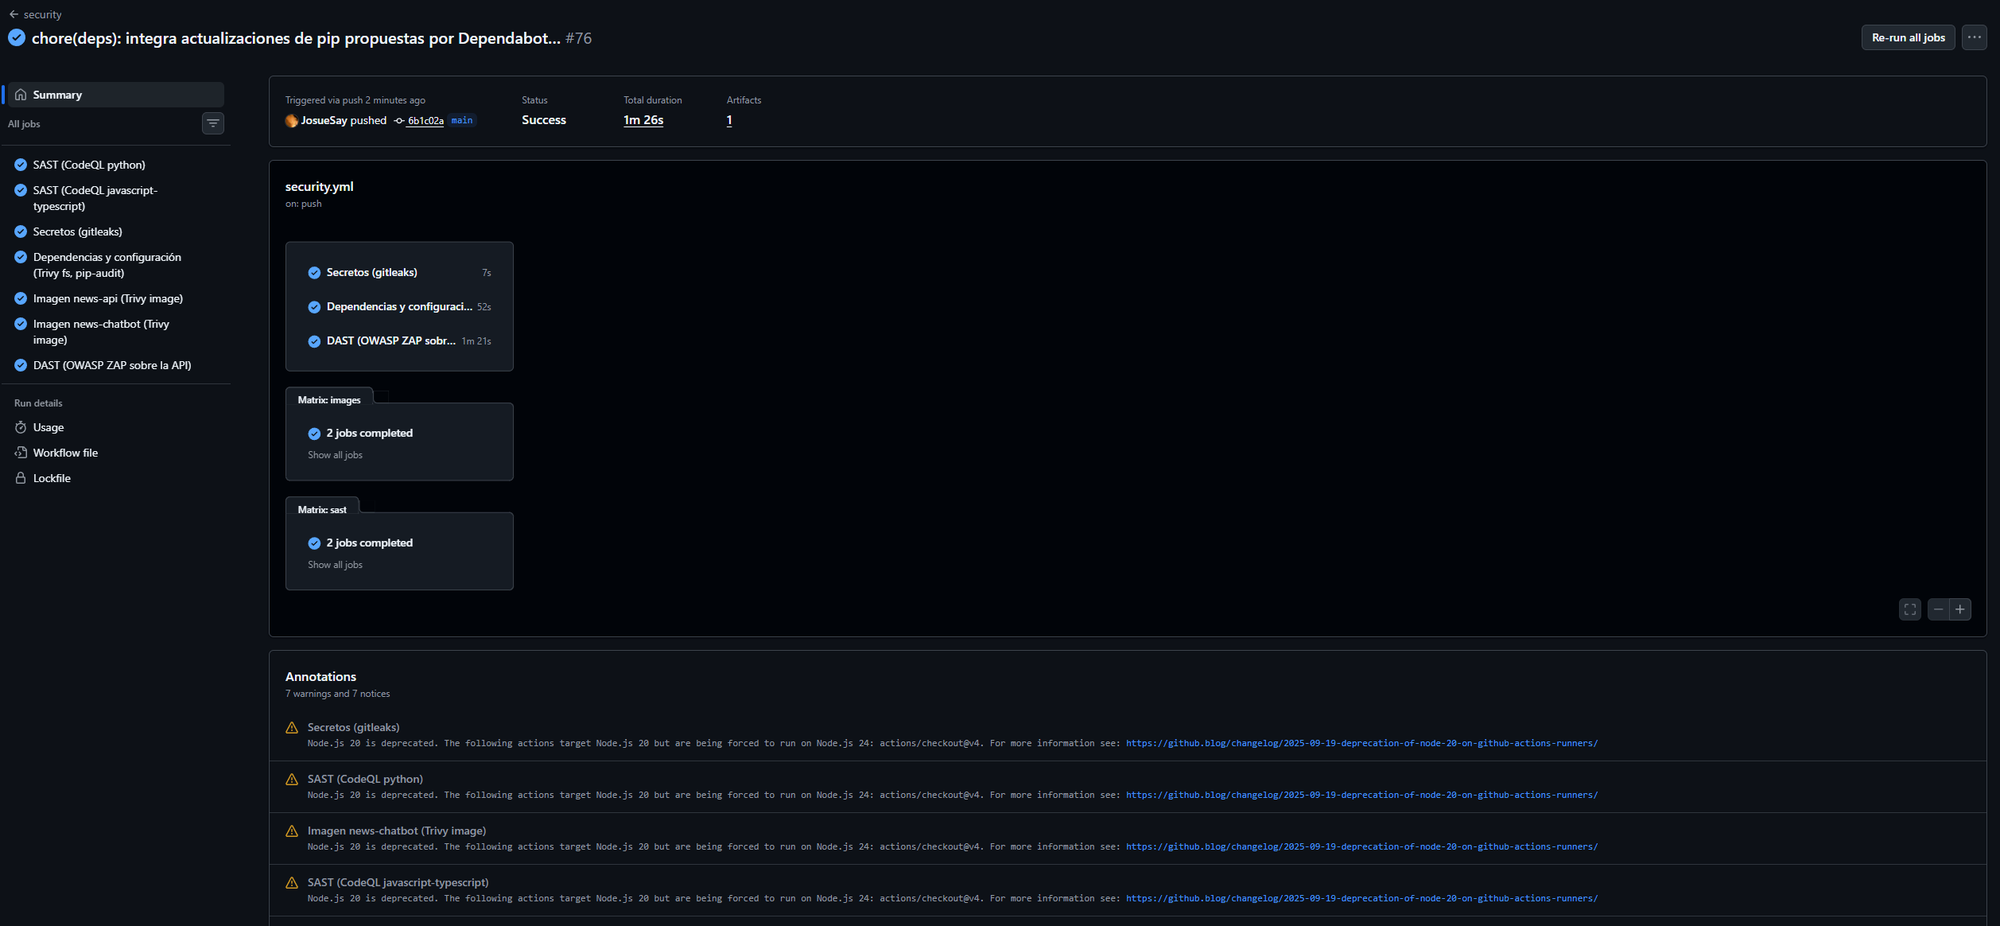 security
chore(deps): integra actualizaciones de pip propuestas por Dependabot... #76
Re-run all jobs
Summary
All jobs
SAST (CodeQL python)
SAST (CodeQL javascript-
typescript)
Secretos (gitleaks)
Dependencias y configuración
(Trivy fs, pip-audit)
Imagen news-api (Trivy image)
Imagen news-chatbot (Trivy
image)
DAST (OWASP ZAP sobre la API)
Run details
Usage
Workflow file
Lockfile
Triggered via push 2 minutes ago
JosueSay pushed 6b1c02a main
Status
Success
Total duration
1m 26s
Artifacts
1
security.yml
on: push
Secretos (gitleaks) 7s
Dependencias y configuraci... 52s
DAST (OWASP ZAP sobr... 1m 21s
Matrix: images
2 jobs completed
Show all jobs
Matrix: sast
2 jobs completed
Show all jobs
Annotations
7 warnings and 7 notices
Secretos (gitleaks)
Node.js 20 is deprecated. The following actions target Node.js 20 but are being forced to run on Node.js 24: actions/checkout@v4. For more information see: https://github.blog/changelog/2025-09-19-deprecation-of-node-20-on-github-actions-runners/
SAST (CodeQL python)
Node.js 20 is deprecated. The following actions target Node.js 20 but are being forced to run on Node.js 24: actions/checkout@v4. For more information see: https://github.blog/changelog/2025-09-19-deprecation-of-node-20-on-github-actions-runners/
Imagen news-chatbot (Trivy image)
Node.js 20 is deprecated. The following actions target Node.js 20 but are being forced to run on Node.js 24: actions/checkout@v4. For more information see: https://github.blog/changelog/2025-09-19-deprecation-of-node-20-on-github-actions-runners/
SAST (CodeQL javascript-typescript)
Node.js 20 is deprecated. The following actions target Node.js 20 but are being forced to run on Node.js 24: actions/checkout@v4. For more information see: https://github.blog/changelog/2025-09-19-deprecation-of-node-20-on-github-actions-runners/